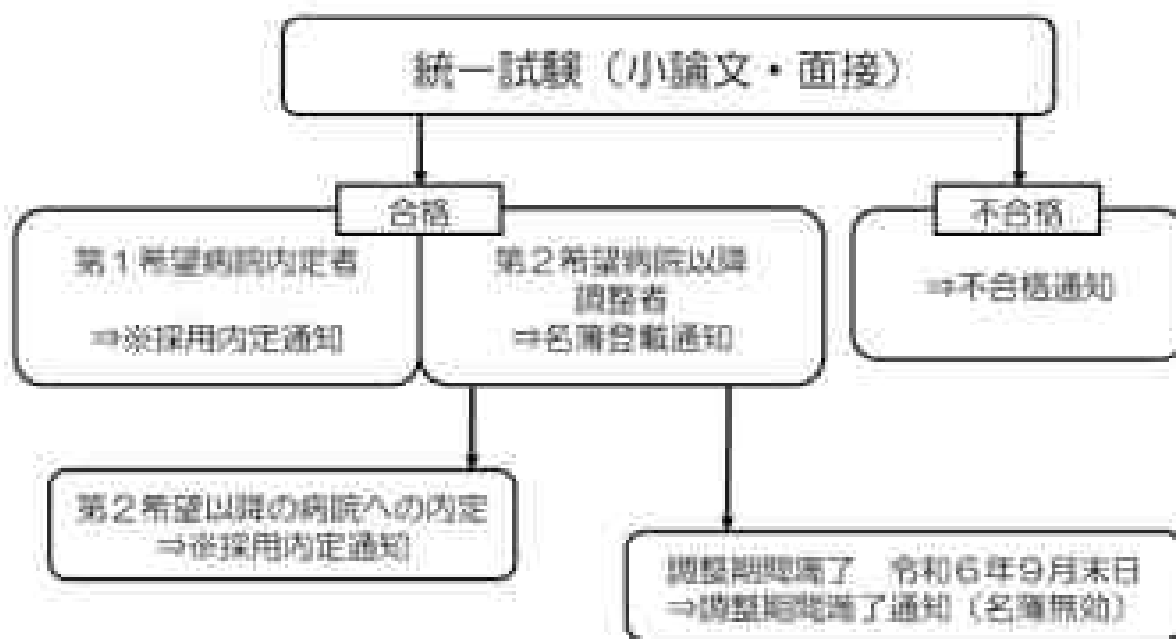 統一試験（小論文・面接）
合格
不合格
第１希望病院内定者
⇒※採用内定通知
第２希望病院以降
調整者
⇒名簿登載通知
⇒不合格通知
第２希望以降の病院への内定
⇒※採用内定通知
調整期間満了　令和６年９月末日
⇒調整期間満了通知（名簿無効）